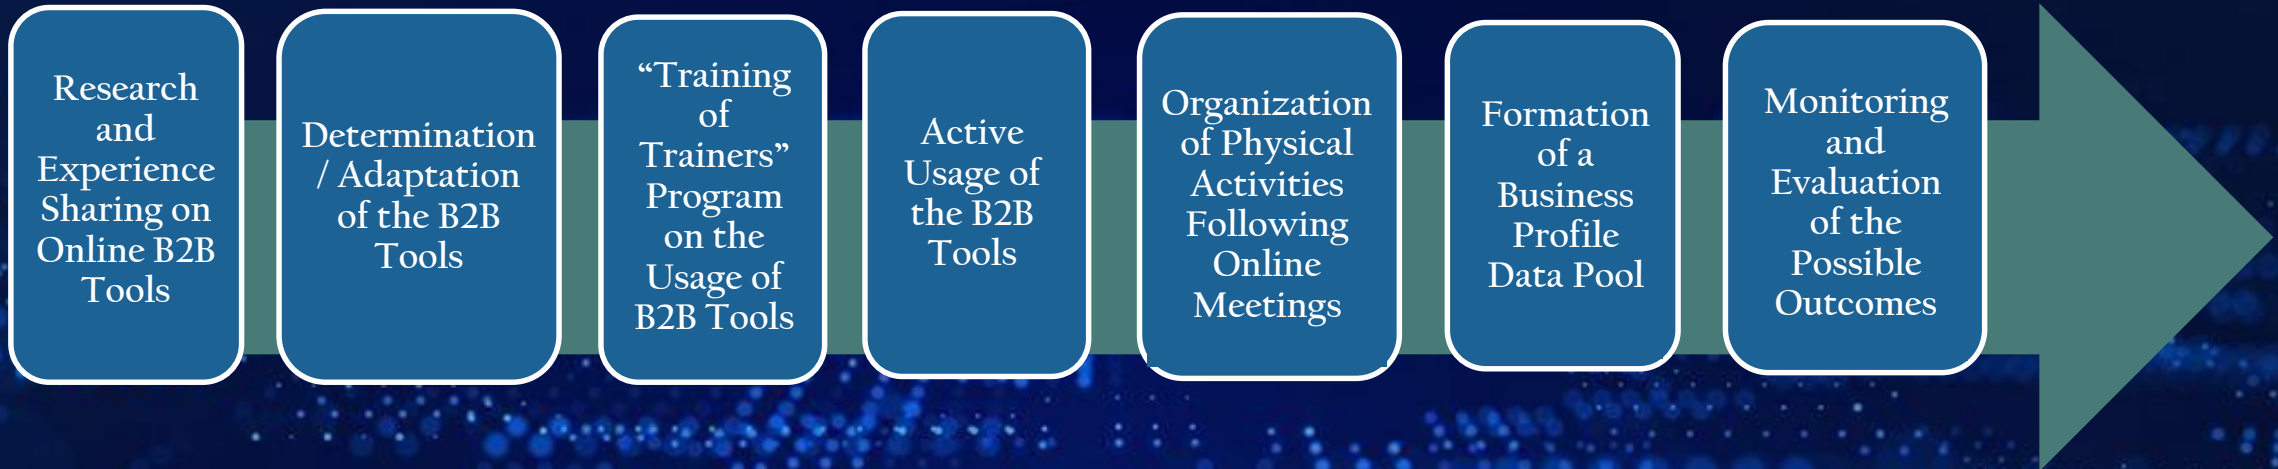 Research
and
Experience
Sharing on
Online B2B
Tools
Determination
/ Adaptation
of the B2B
Tools
“Training
of
Trainers”
Program
on the
Usage of
B2B Tools
Active
Usage of
the B2B
Tools
Organization
of Physical
Activities
Following
Online
Meetings
Formation
of a
Business
Profile
Data Pool
Monitoring
and
Evaluation
of the
Possible
Outcomes